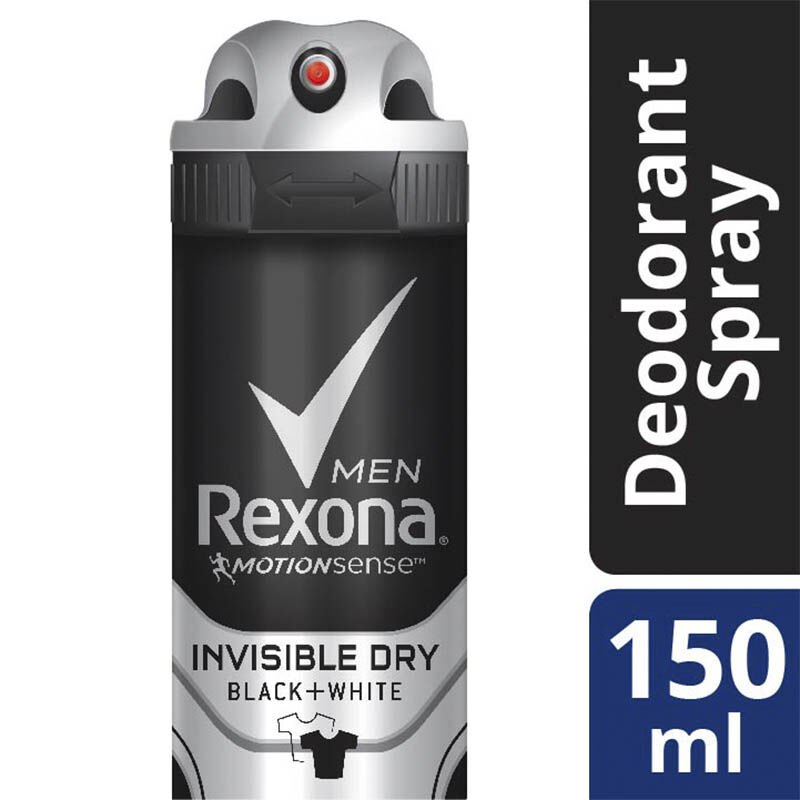 MEN
Rexona®
MOTIONsense™
INVISIBLE DRY
BLACK+WHITE
Deodorant
Spray
150
ml